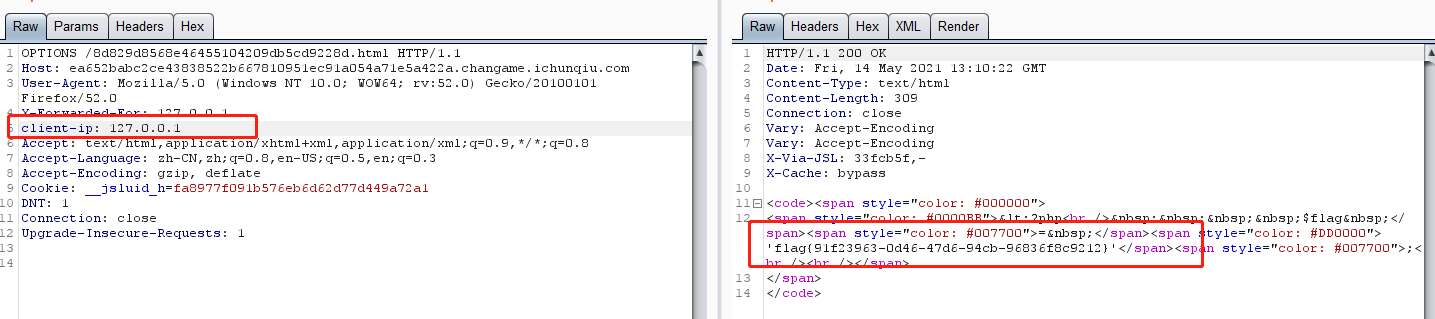 Raw Params Headers Hex
1 OPTIONS /8d829d8568e46455104209db5cd9228d.html HTTP/1.1
2 Host: ea652babc2ce43838522b667810951ec91a054a71e5a422a.changame.ichunqiu.com
3 User-Agent: Mozilla/5.0 (Windows NT 10.0; WOW64; rv:52.0) Gecko/20100101
Firefox/52.0
4 X-Forwarded-For: 127.0.0.1
5 client-ip: 127.0.0.1
6 Accept: text/html,application/xhtml+xml,application/xml;q=0.9,*/*;q=0.8
7 Accept-Language: zh-CN,zh;q=0.8,en-US;q=0.5,en;q=0.3
8 Accept-Encoding: gzip, deflate
9 Cookie: __jsluid_h=fa8977f091b576eb6d62d77d449a72a1
10 DNT: 1
11 Connection: close
12 Upgrade-Insecure-Requests: 1
13
14
Raw Headers Hex XML Render
1 HTTP/1.1 200 OK
2 Date: Fri, 14 May 2021 13:10:22 GMT
3 Content-Type: text/html
4 Content-Length: 309
5 Connection: close
6 Vary: Accept-Encoding
7 Vary: Accept-Encoding
8 X-Via-JSL: 33fcb5f,-
9 X-Cache: bypass
10
11 <code><span style="color: #000000">
12 <span style="color: #0000BB">&lt;?php<br />&nbsp;&nbsp;&nbsp;&nbsp;$flag&nbsp;</
span><span style="color: #007700">=&nbsp;</span><span style="color: #DD0000">
'flag{91f23963-0d46-47d6-94cb-96836f8c9212}'</span><span style="color: #007700">;<
br /><br /></span>
13 </span>
14 </code>